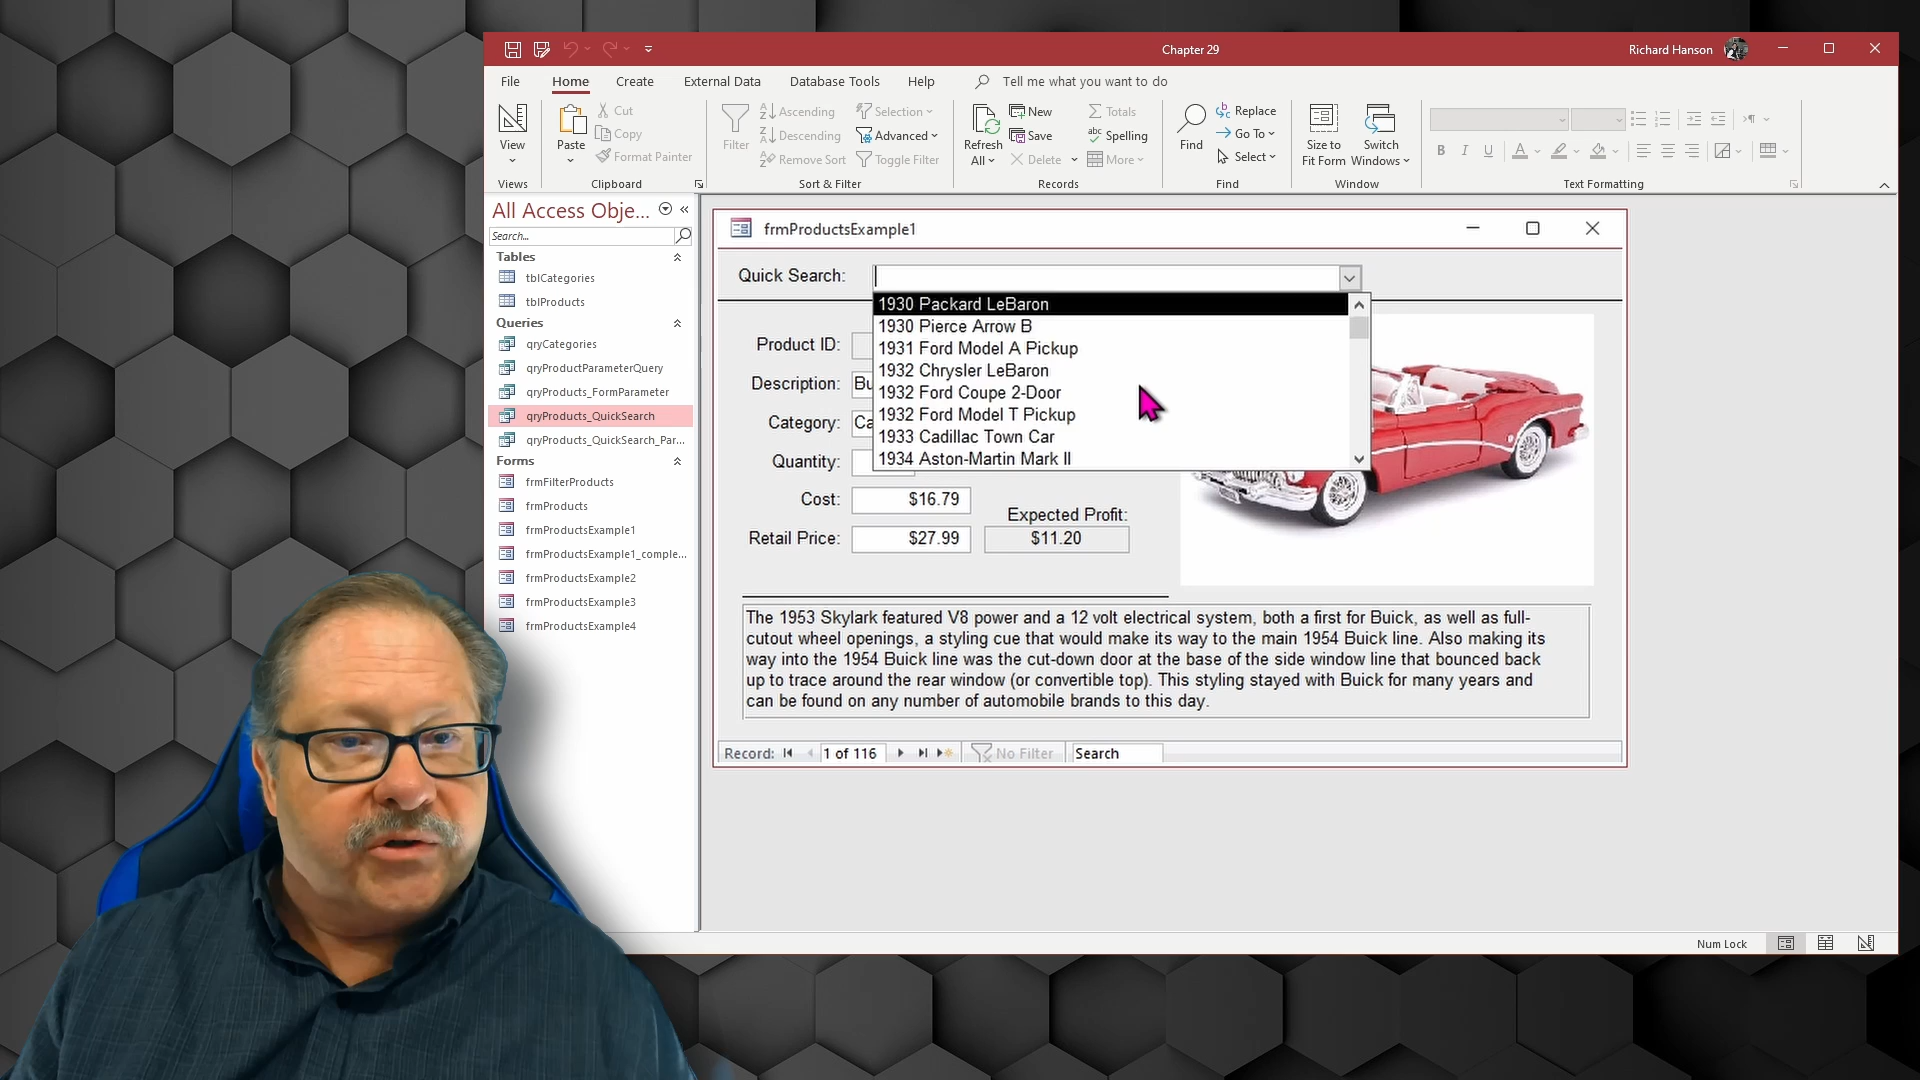 Chapter 29
Richard Hanson
File Home Create External Data Database Tools Help Tell me what you want to do
View
Views
Paste
Cut
Copy
Format Painter
Clipboard
Filter
Ascending
Descending
Remove Sort
Selection
Advanced
Toggle Filter
Sort & Filter
Refresh
All
New
Save
Delete
Totals
Spelling
More
Records
Find
Replace
Go To
Select
Find
Size to
Fit Form
Switch
Windows
Window
B I U A
Text Formatting
All Access Obje...
Search...
Tables
tblCategories
tblProducts
Queries
qryCategories
qryProductParameterQuery
qryProducts_FormParameter
qryProducts_QuickSearch
qryProducts_QuickSearch_Par...
Forms
frmFilterProducts
frmProducts
frmProductsExample1
frmProductsExample1_comple...
frmProductsExample2
frmProductsExample3
frmProductsExample4
frmProductsExample1
Quick Search:
1930 Packard LeBaron
1930 Pierce Arrow B
1931 Ford Model A Pickup
1932 Chrysler LeBaron
1932 Ford Coupe 2-Door
1932 Ford Model T Pickup
1933 Cadillac Town Car
1934 Aston-Martin Mark II
Product ID:
Description: Bu
Category: Ca
Quantity:
Cost: $16.79
Expected Profit:
Retail Price: $27.99 $11.20
The 1953 Skylark featured V8 power and a 12 volt electrical system, both a first for Buick, as well as full-
cutout wheel openings, a styling cue that would make its way to the main 1954 Buick line. Also making its
way into the 1954 Buick line was the cut-down door at the base of the side window line that bounced back
up to trace around the rear window (or convertible top). This styling stayed with Buick for many years and
can be found on any number of automobile brands to this day.
Record: 1 of 116 No Filter Search
Num Lock